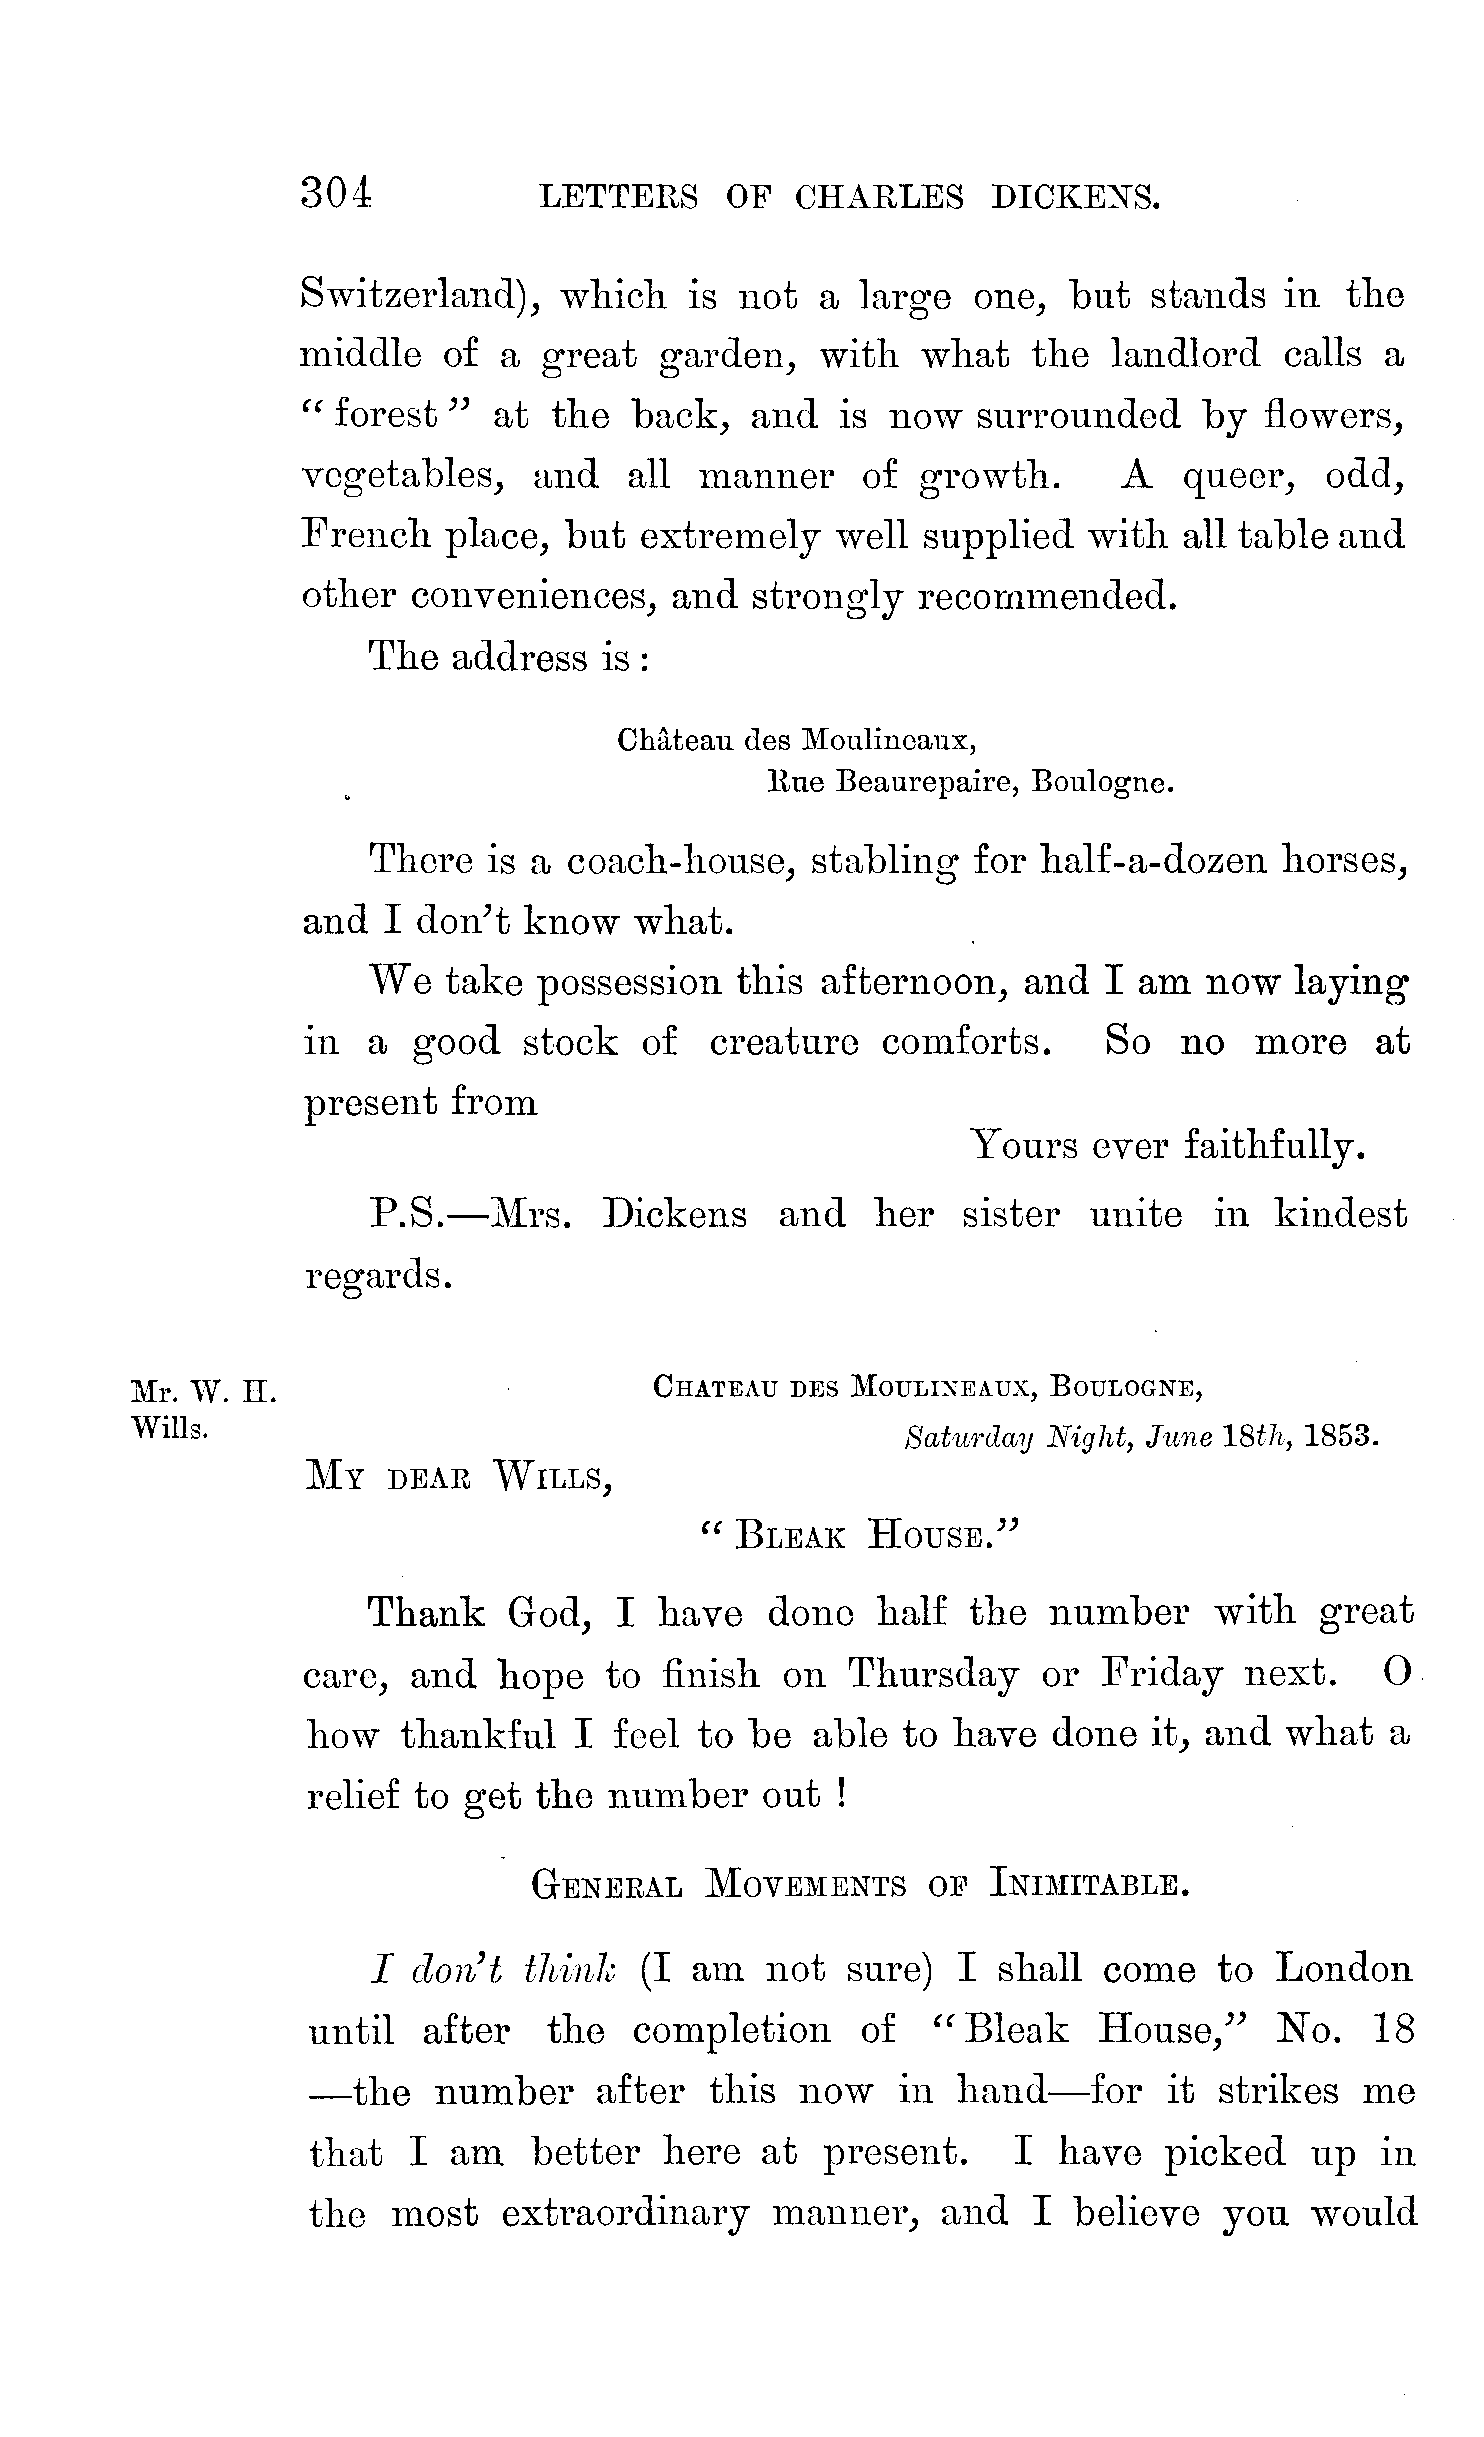 304 LETTERS OF CHARLES DICKENS.
Switzerland), which is not a large one, but stands in the
middle of a great garden, with what the landlord calls a
“forest” at the back, and is now surrounded by flowers,
vegetables, and all manner of growth. A queer, odd,
French place, but extremely well supplied with all table and
other conveniences, and strongly recommended.
The address is:
Château des Moulineaux,
Rue Beaurepaire, Boulogne.
There is a coach-house, stabling for half-a-dozen horses,
and I don’t know what.
We take possession this afternoon, and I am now laying
in a good stock of creature comforts. So no more at
present from
Yours ever faithfully.
P.S.—Mrs. Dickens and her sister unite in kindest
regards.
Mr. W. H.
Wills.
CHATEAU DES MOULINEAUX, BOULOGNE,
Saturday Night, June 18th, 1853.
MY DEAR WILLS,
“BLEAK HOUSE.”
Thank God, I have done half the number with great
care, and hope to finish on Thursday or Friday next. O
how thankful I feel to be able to have done it, and what a
relief to get the number out!
GENERAL MOVEMENTS OF INIMITABLE.
I don’t think (I am not sure) I shall come to London
until after the completion of “Bleak House,” No. 18
—the number after this now in hand—for it strikes me
that I am better here at present. I have picked up in
the most extraordinary manner, and I believe you would